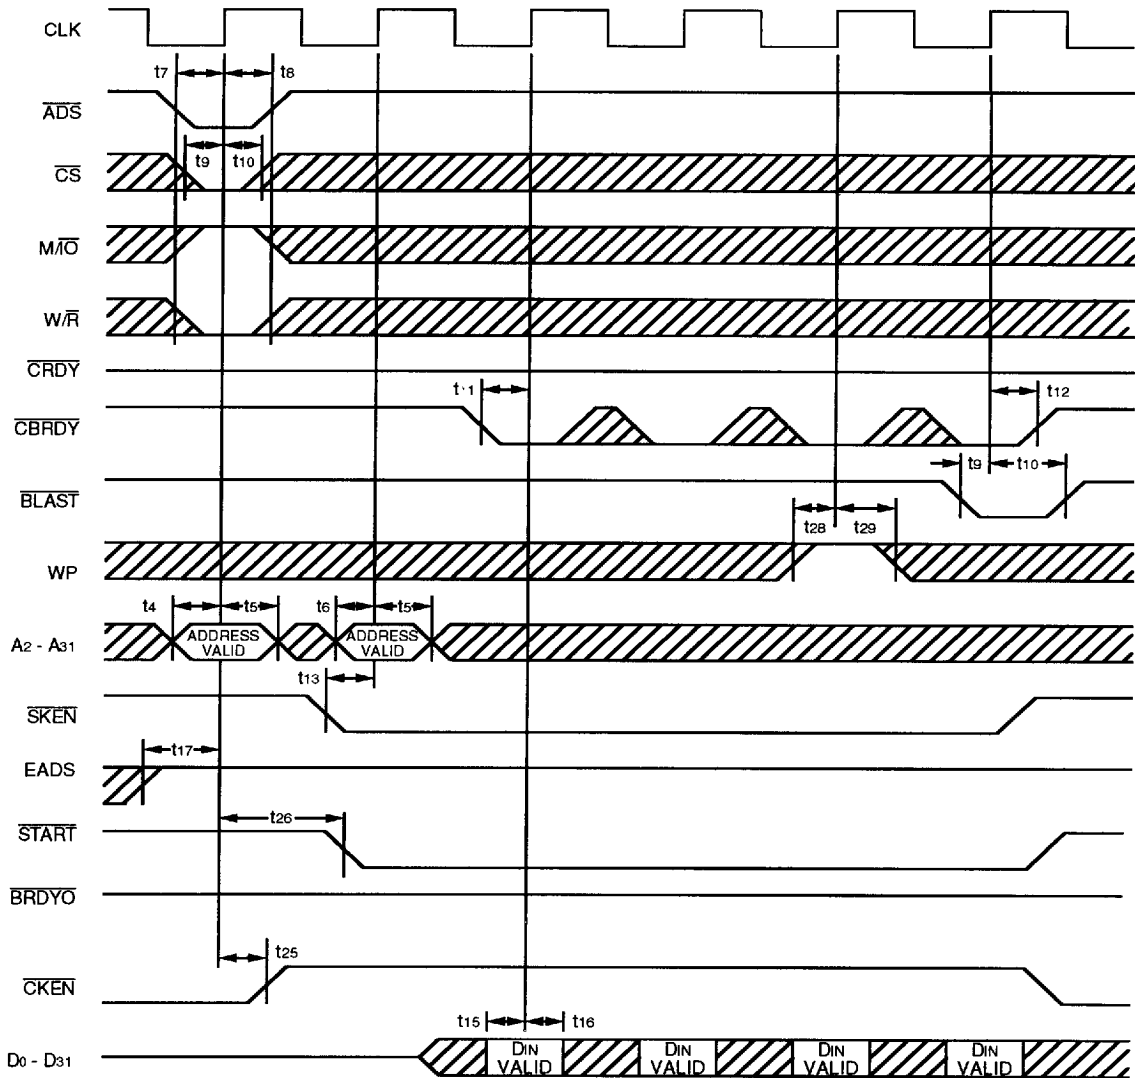 CLK
t7 t8
ADS
t9 t10
CS
M/IO
W/R
CRDY
t11 t12
CBRDY
t9 t10
BLAST
t28 t29
WP
t4 t5 t6 t5
A2 - A31 ADDRESS VALID ADDRESS VALID
t13
SKEN
t17
EADS
t26
START
BRDYO
t25
CKEN
t15 t16
D0 - D31 DIN VALID DIN VALID DIN VALID DIN VALID